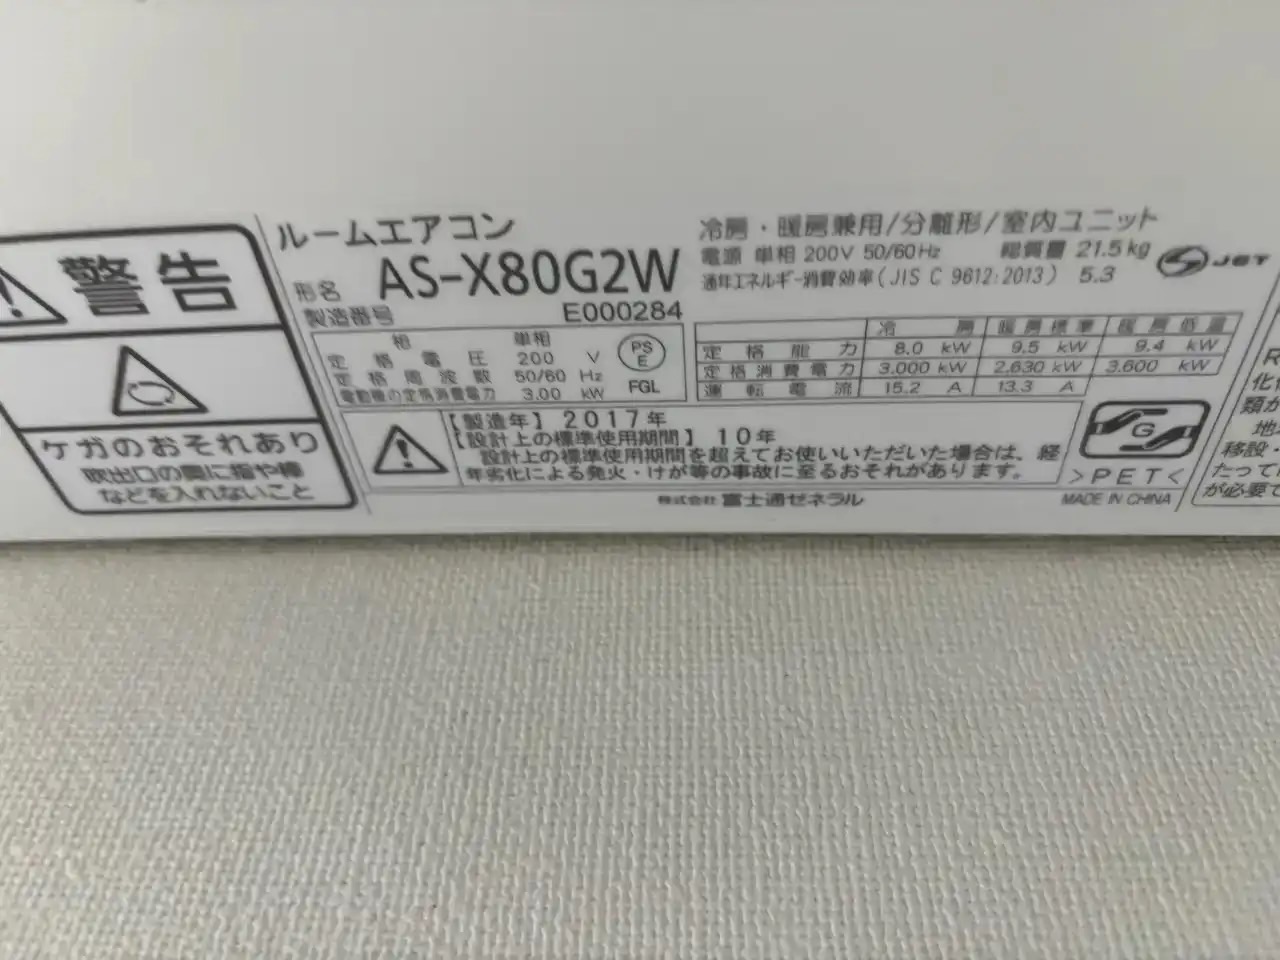 警告
ケガのおそれあり
吹出口の奥に指や棒
などを入れないこと
ルームエアコン
形名 AS-X80G2W
製造番号 E000284
相 単相
定格電圧 200 V
定格周波数 50/60 Hz
電動機の定格消費電力 3.00 kW
PS
E
FGL
冷房・暖房兼用/分離形/室内ユニット
電源 単相 200V 50/60Hz 総質量 21.5kg
通年エネルギー消費効率(JIS C 9612:2013) 5.3
JET
冷房 暖房標準 暖房低温
定格能力 8.0 kW 9.5 kW 9.4 kW
定格消費電力 3.000 kW 2.630 kW 3.600 kW
運転電流 15.2 A 13.3 A
【製造年】2017年
【設計上の標準使用期間】10年
設計上の標準使用期間を超えてお使いいただいた場合は、経
年劣化による発火・けが等の事故に至るおそれがあります。
G
>PET<
株式会社 富士通ゼネラル
MADE IN CHINA
R
化
類が
地
移設・
たって
が必要で